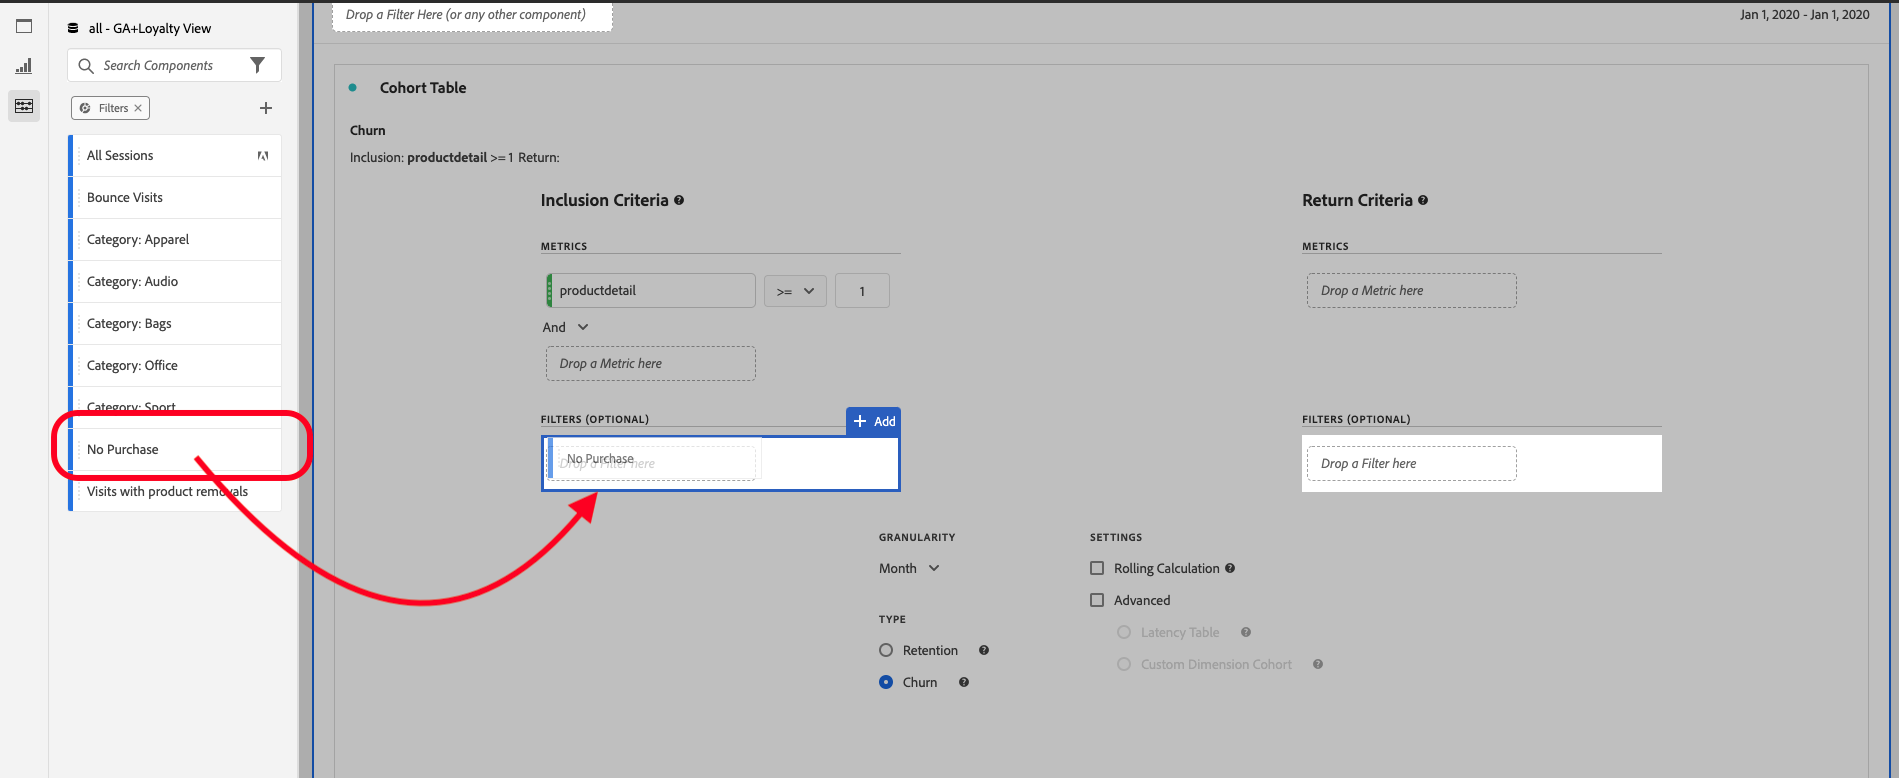 all - GA+Loyalty View
Search Components
Filters
All Sessions
Bounce Visits
Category: Apparel
Category: Audio
Category: Bags
Category: Office
Category: Sport
No Purchase
Visits with product removals
Drop a Filter Here (or any other component)
Jan 1, 2020 - Jan 1, 2020
Cohort Table
Churn
Inclusion: productdetail >= 1 Return:
Inclusion Criteria
METRICS
productdetail >= 1
And
Drop a Metric here
FILTERS (OPTIONAL)
Add
No Purchase
Drop a Filter here
Return Criteria
METRICS
Drop a Metric here
FILTERS (OPTIONAL)
Drop a Filter here
GRANULARITY
Month
TYPE
Retention
Churn
SETTINGS
Rolling Calculation
Advanced
Latency Table
Custom Dimension Cohort